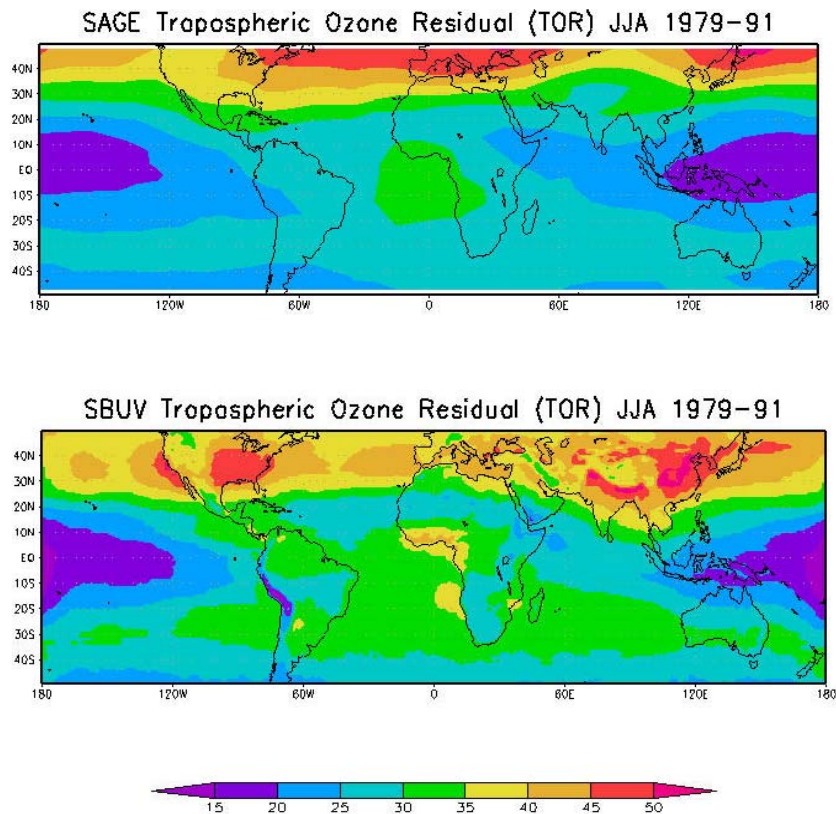 SAGE Tropospheric Ozone Residual (TOR) JJA 1979-91
40N
30N
20N
10N
EQ
10S
20S
30S
40S
180 120W 60W 0 60E 120E 180
SBUV Tropospheric Ozone Residual (TOR) JJA 1979-91
40N
30N
20N
10N
EQ
10S
20S
30S
40S
180 120W 60W 0 60E 120E 180
15 20 25 30 35 40 45 50